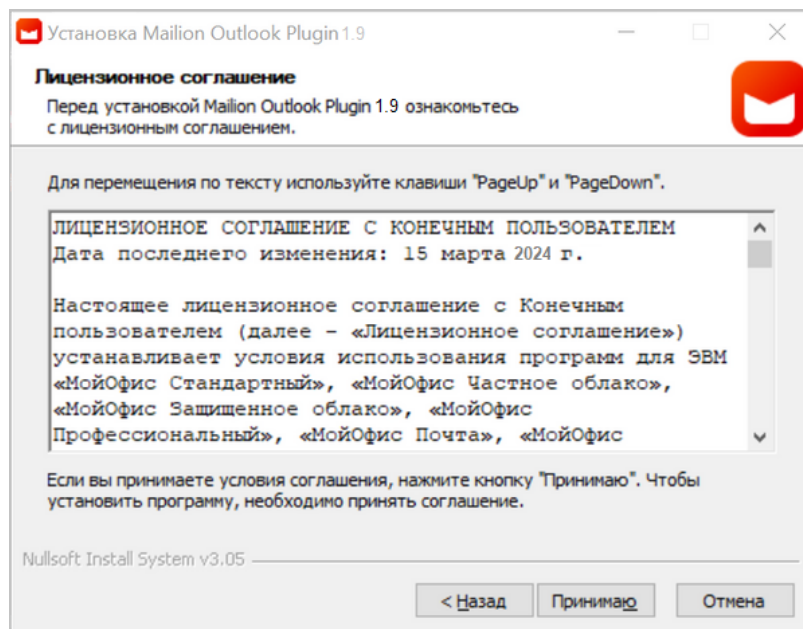 Установка Mailion Outlook Plugin 1.9
Лицензионное соглашение
Перед установкой Mailion Outlook Plugin 1.9 ознакомьтесь
с лицензионным соглашением.
Для перемещения по тексту используйте клавиши "PageUp" и "PageDown".
ЛИЦЕНЗИОННОЕ СОГЛАШЕНИЕ С КОНЕЧНЫМ ПОЛЬЗОВАТЕЛЕМ
Дата последнего изменения: 15 марта 2024 г.
Настоящее лицензионное соглашение с Конечным
пользователем (далее – «Лицензионное соглашение»)
устанавливает условия использования программ для ЭВМ
«МойОфис Стандартный», «МойОфис Частное облако»,
«МойОфис Защищенное облако», «МойОфис
Профессиональный», «МойОфис Почта», «МойОфис
Если вы принимаете условия соглашения, нажмите кнопку "Принимаю". Чтобы
установить программу, необходимо принять соглашение.
Nullsoft Install System v3.05
< Назад Принимаю Отмена